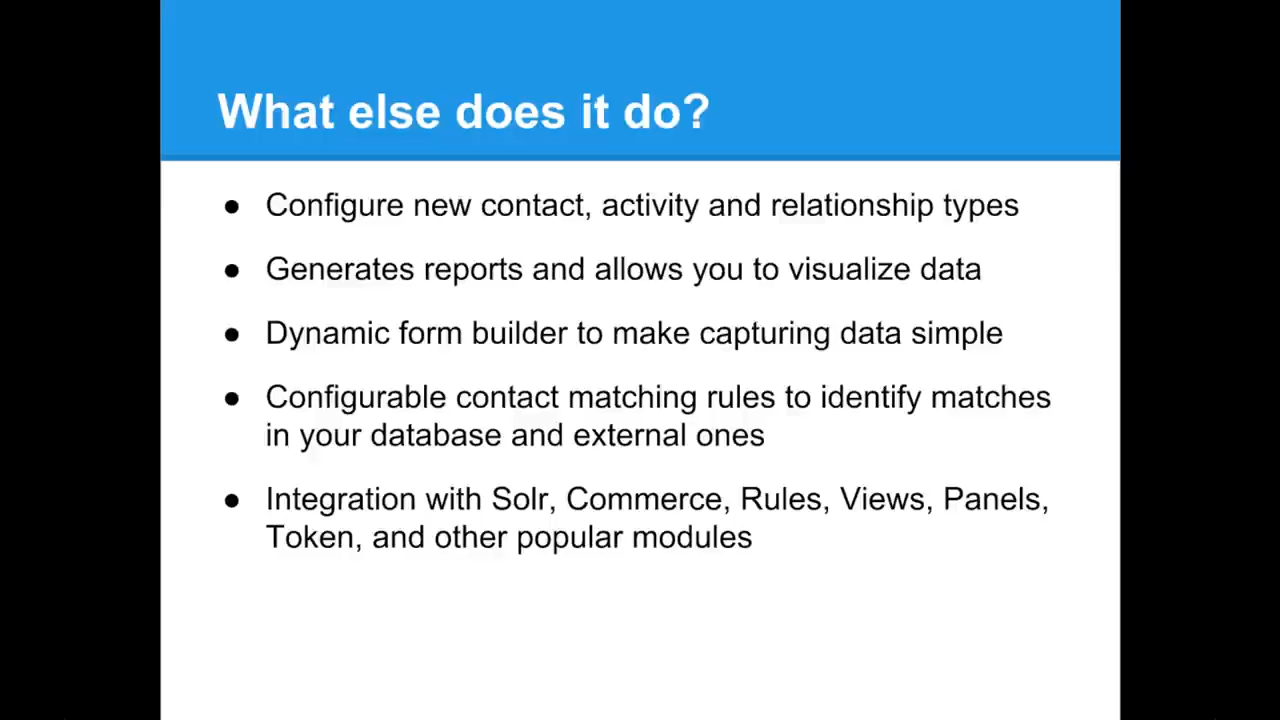 What else does it do?
● Configure new contact, activity and relationship types
● Generates reports and allows you to visualize data
● Dynamic form builder to make capturing data simple
● Configurable contact matching rules to identify matches
in your database and external ones
● Integration with Solr, Commerce, Rules, Views, Panels,
Token, and other popular modules